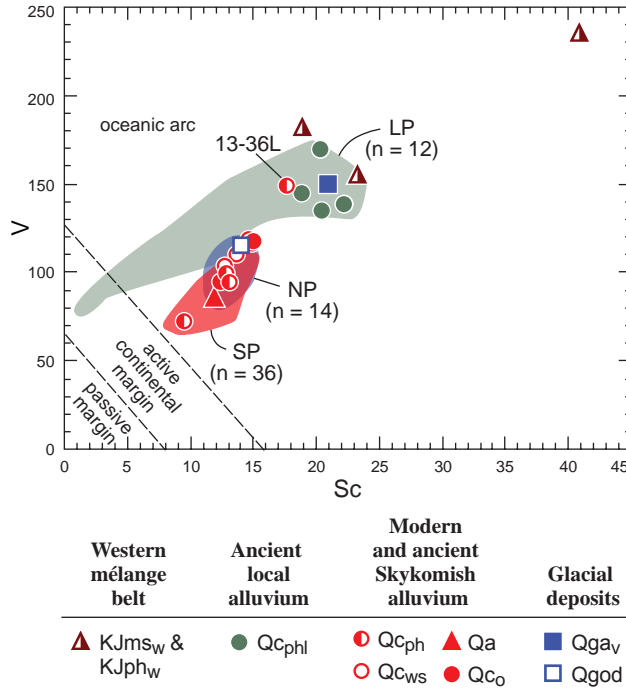 250
200
150
100
50
0
V
oceanic arc
13-36L
LP
(n = 12)
NP
(n = 14)
SP
(n = 36)
active
continental
margin
passive
margin
0 5 10 15 20 25 30 35 40 45
Sc
Western
mélange
belt
Ancient
local
alluvium
Modern
and ancient
Skykomish
alluvium
Glacial
deposits
KJmsw &
KJphw
Qcphl
Qcph
Qcws
Qa
Qco
Qgav
Qgod